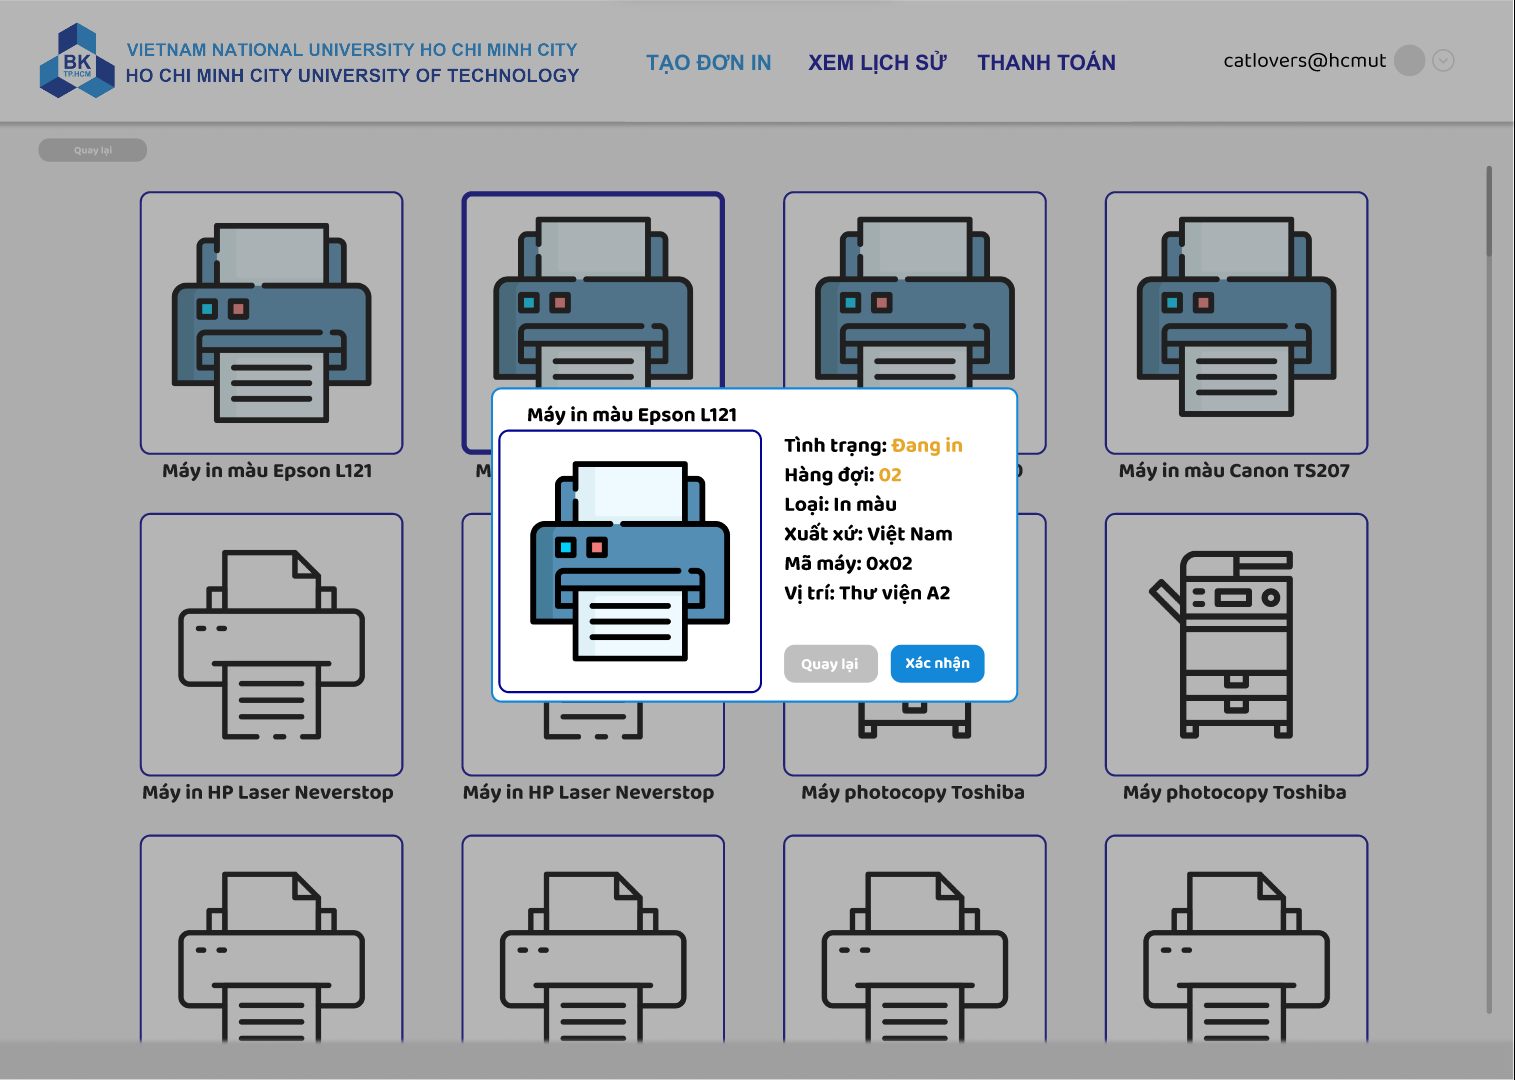 BK
TP.HCM
VIETNAM NATIONAL UNIVERSITY HO CHI MINH CITY
HO CHI MINH CITY UNIVERSITY OF TECHNOLOGY
TẠO ĐƠN IN
XEM LỊCH SỬ
THANH TOÁN
catlovers@hcmut
Quay lại
Máy in màu Epson L121
Tình trạng: Đang in
Hàng đợi: 02
Loại: In màu
Xuất xứ: Việt Nam
Mã máy: 0x02
Vị trí: Thư viện A2
Quay lại
Xác nhận
Máy in màu Epson L121
Máy in màu Canon TS207
Máy in HP Laser Neverstop
Máy in HP Laser Neverstop
Máy photocopy Toshiba
Máy photocopy Toshiba